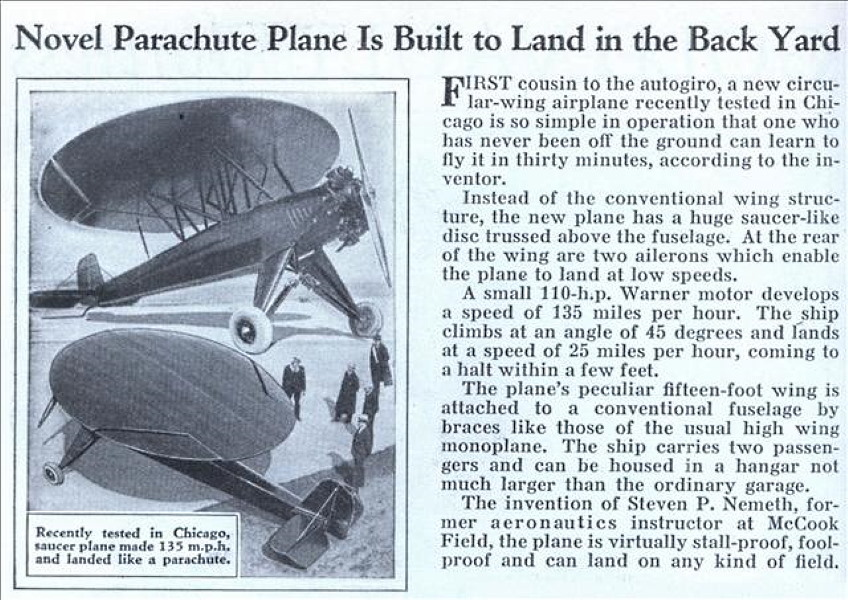 Novel Parachute Plane Is Built to Land in the Back Yard
FIRST cousin to the autogiro, a new circu-
lar-wing airplane recently tested in Chi-
cago is so simple in operation that one who
has never been off the ground can learn to
fly it in thirty minutes, according to the in-
ventor.
Instead of the conventional wing struc-
ture, the new plane has a huge saucer-like
disc trussed above the fuselage. At the rear
of the wing are two ailerons which enable
the plane to land at low speeds.
A small 110-h.p. Warner motor develops
a speed of 135 miles per hour. The ship
climbs at an angle of 45 degrees and lands
at a speed of 25 miles per hour, coming to
a halt within a few feet.
The plane's peculiar fifteen-foot wing is
attached to a conventional fuselage by
braces like those of the usual high wing
monoplane. The ship carries two passen-
gers and can be housed in a hangar not
much larger than the ordinary garage.
The invention of Steven P. Nemeth, for-
mer aeronautics instructor at McCook
Field, the plane is virtually stall-proof, fool-
proof and can land on any kind of field.
Recently tested in Chicago,
saucer plane made 135 m.p.h.
and landed like a parachute.